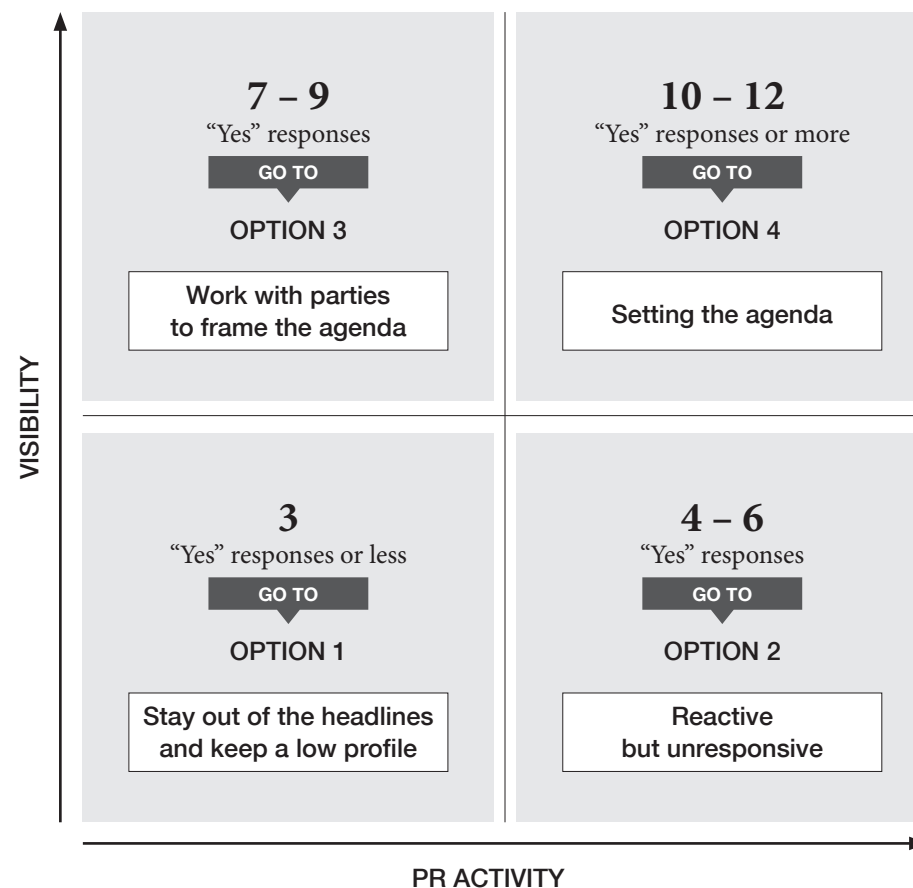 7 – 9
“Yes” responses
GO TO
OPTION 3
Work with parties
to frame the agenda
10 – 12
“Yes” responses or more
GO TO
OPTION 4
Setting the agenda
VISIBILITY
3
“Yes” responses or less
GO TO
OPTION 1
Stay out of the headlines
and keep a low profile
4 – 6
“Yes” responses
GO TO
OPTION 2
Reactive
but unresponsive
PR ACTIVITY